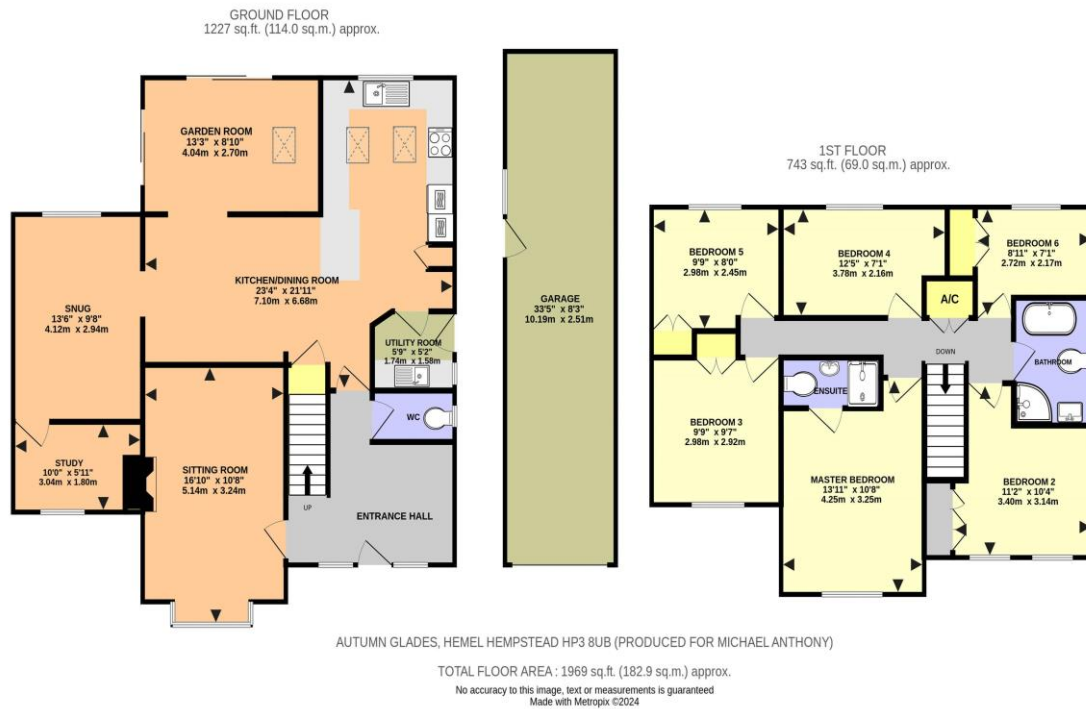 GROUND FLOOR
1227 sq.ft. (114.0 sq.m.) approx.
GARDEN ROOM
13'3" x 8'10"
4.04m x 2.70m
KITCHEN/DINING ROOM
23'4" x 21'11"
7.10m x 6.68m
SNUG
13'6" x 9'8"
4.12m x 2.94m
UTILITY ROOM
5'9" x 5'2"
1.74m x 1.58m
WC
STUDY
10'0" x 5'11"
3.04m x 1.80m
SITTING ROOM
16'10" x 10'8"
5.14m x 3.24m
UP
ENTRANCE HALL
GARAGE
33'5" x 8'3"
10.19m x 2.51m
1ST FLOOR
743 sq.ft. (69.0 sq.m.) approx.
BEDROOM 5
9'9" x 8'0"
2.98m x 2.45m
BEDROOM 4
12'5" x 7'1"
3.78m x 2.16m
BEDROOM 6
8'11" x 7'1"
2.72m x 2.17m
A/C
DOWN
BATHROOM
ENSUITE
BEDROOM 3
9'9" x 9'7"
2.98m x 2.92m
MASTER BEDROOM
13'11" x 10'8"
4.25m x 3.25m
BEDROOM 2
11'2" x 10'4"
3.40m x 3.14m
AUTUMN GLADES, HEMEL HEMPSTEAD HP3 8UB (PRODUCED FOR MICHAEL ANTHONY)
TOTAL FLOOR AREA : 1969 sq.ft. (182.9 sq.m.) approx.
No accuracy to this image, text or measurements is guaranteed
Made with Metropix ©2024